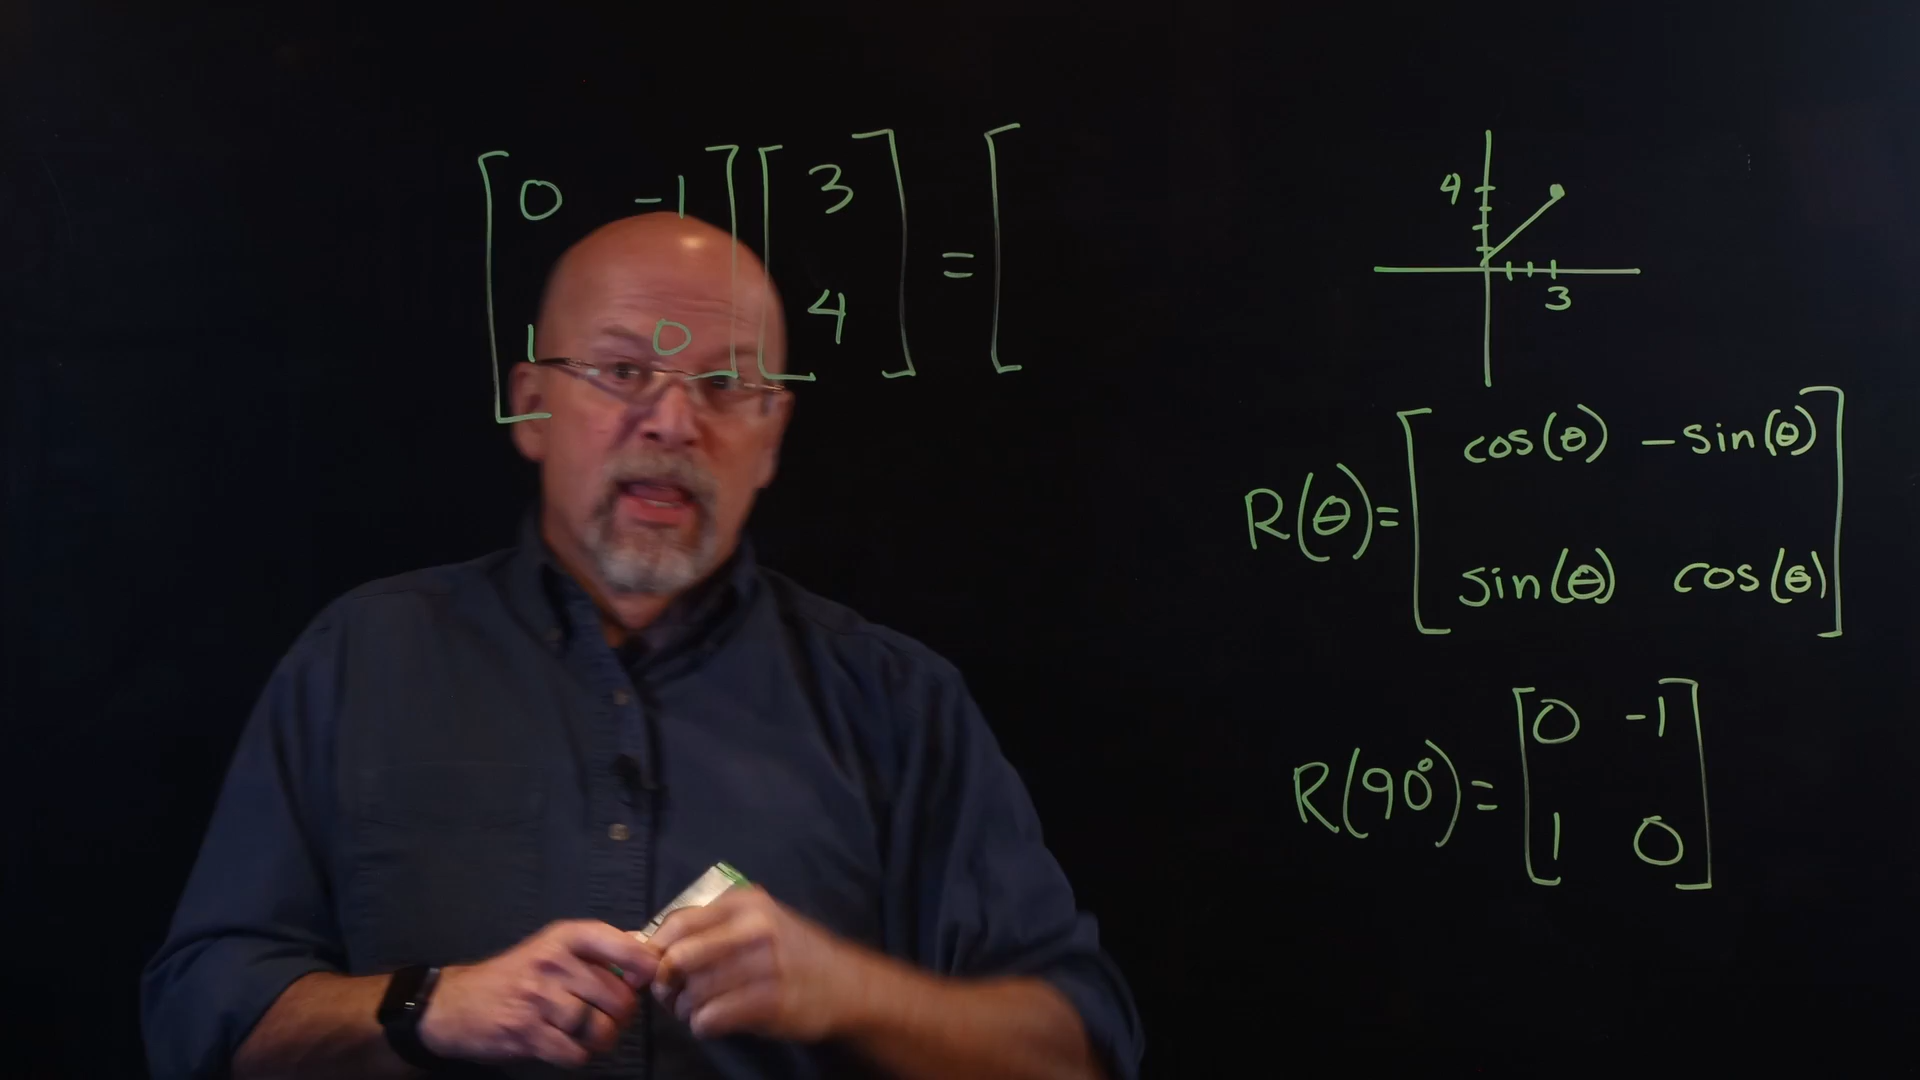 [0 -1] [3] = [
[1 0] [4]
4
3
R(θ)= [cos(θ) -sin(θ)]
[sin(θ) cos(θ)]
R(90°)= [0 -1]
[1 0]